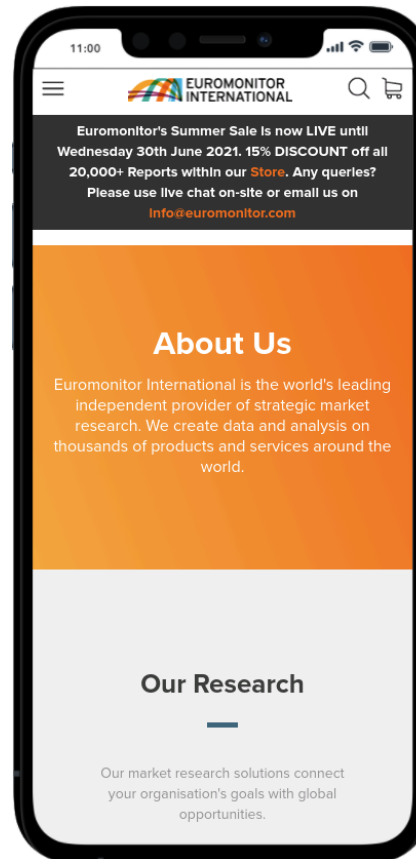 11:00
EUROMONITOR
INTERNATIONAL
Euromonitor's Summer Sale is now LIVE until
Wednesday 30th June 2021. 15% DISCOUNT off all
20,000+ Reports within our Store. Any queries?
Please use live chat on-site or email us on
info@euromonitor.com
About Us
Euromonitor International is the world's leading
independent provider of strategic market
research. We create data and analysis on
thousands of products and services around the
world.
Our Research
Our market research solutions connect
your organisation's goals with global
opportunities.